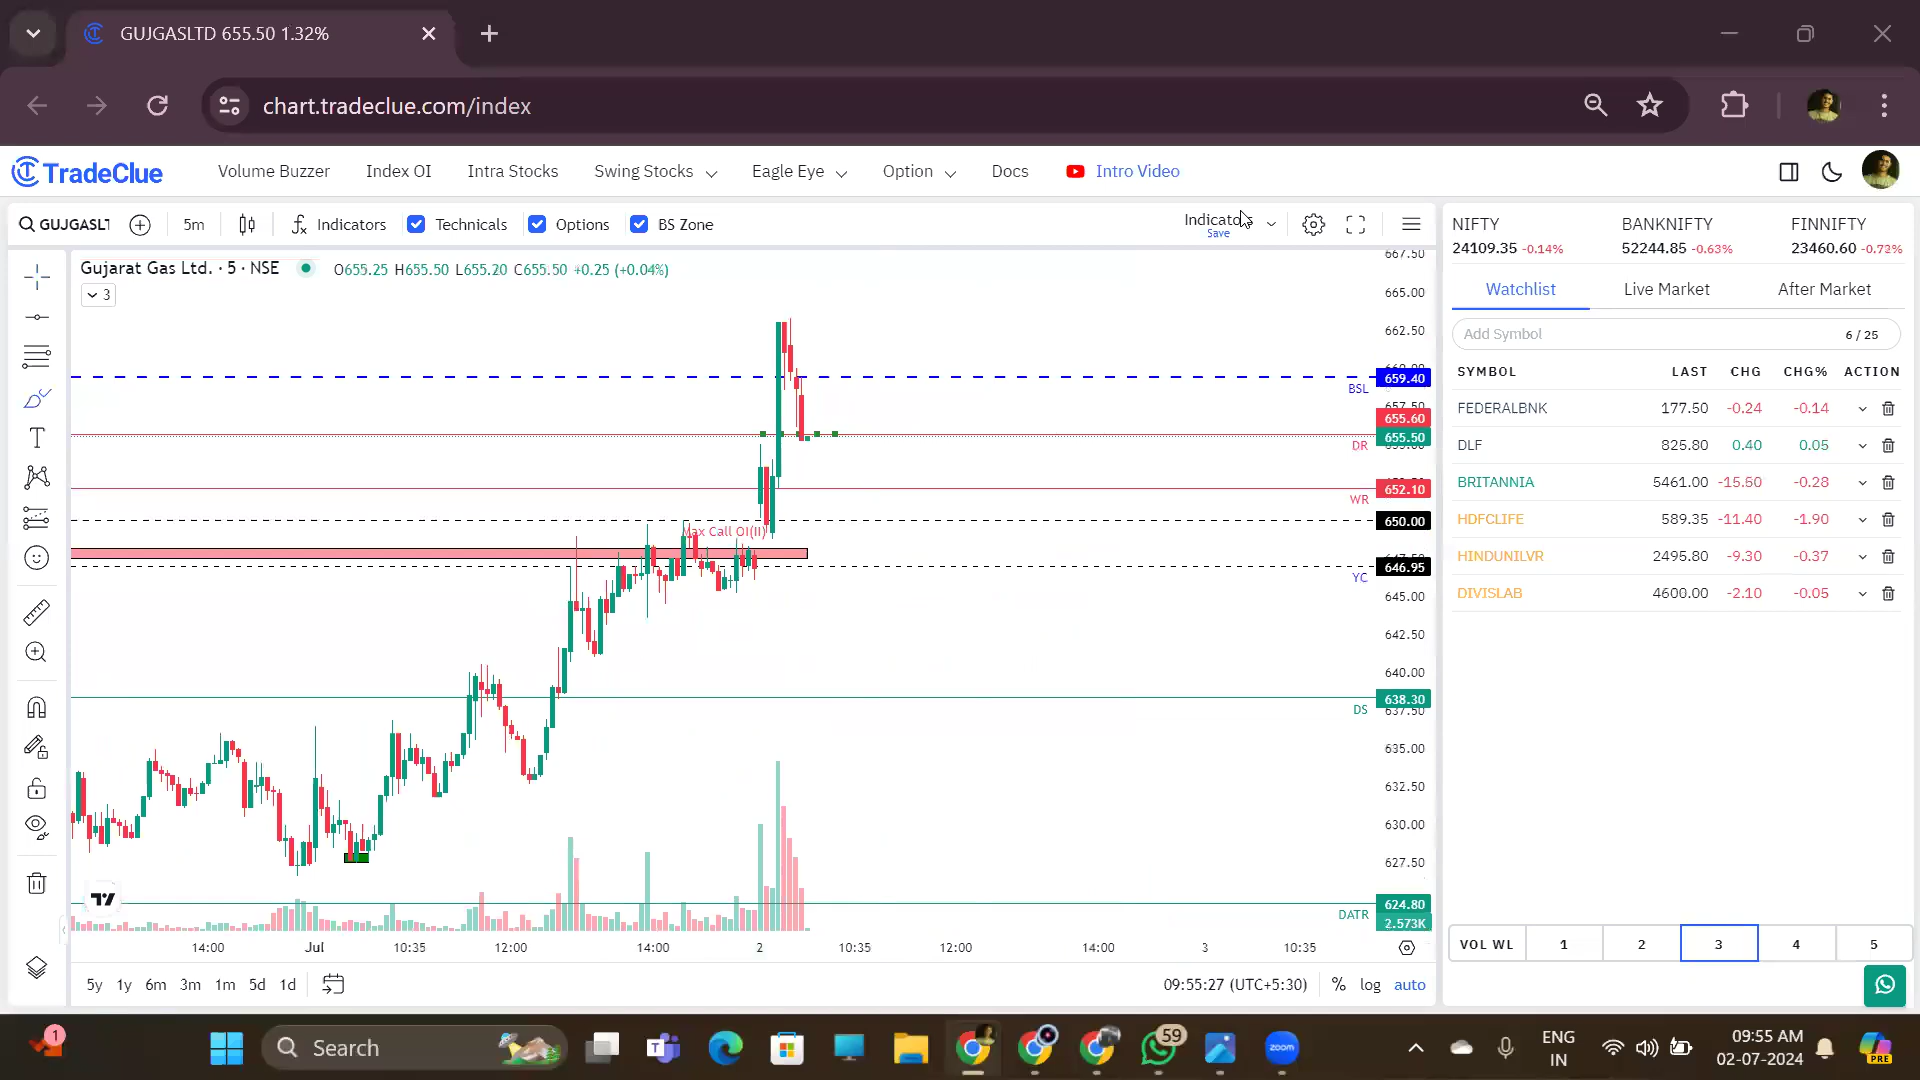 GUJGASLTD 655.50 1.32%
chart.tradeclue.com/index
TradeClue
Volume Buzzer
Index OI
Intra Stocks
Swing Stocks
Eagle Eye
Option
Docs
Intro Video
GUJGASLT
5m
Indicators
Technicals
Options
BS Zone
Indicators
Save
Gujarat Gas Ltd. · 5 · NSE
O655.25 H655.50 L655.20 C655.50 +0.25 (+0.04%)
3
667.50
665.00
662.50
659.40
BSL
657.50
655.60
655.50
DR
652.10
WR
650.00
Max Call OI(II)
646.95
YC
645.00
642.50
640.00
638.30
637.50
DS
635.00
632.50
630.00
627.50
624.80
DATR
2.573K
14:00
Jul
10:35
12:00
14:00
2
10:35
12:00
14:00
3
10:35
5y 1y 6m 3m 1m 5d 1d
09:55:27 (UTC+5:30)
% log auto
NIFTY
24109.35 -0.14%
BANKNIFTY
52244.85 -0.63%
FINNIFTY
23460.60 -0.73%
Watchlist
Live Market
After Market
Add Symbol
6 / 25
SYMBOL LAST CHG CHG% ACTION
FEDERALBNK 177.50 -0.24 -0.14
DLF 825.80 0.40 0.05
BRITANNIA 5461.00 -15.60 -0.28
HDFCLIFE 589.35 -11.40 -1.90
HINDUNILVR 2495.80 -9.30 -0.37
DIVISLAB 4600.00 -2.10 -0.05
VOL WL 1 2 3 4 5
1
Search
59
zoom
PRE
ENG
IN
09:55 AM
02-07-2024